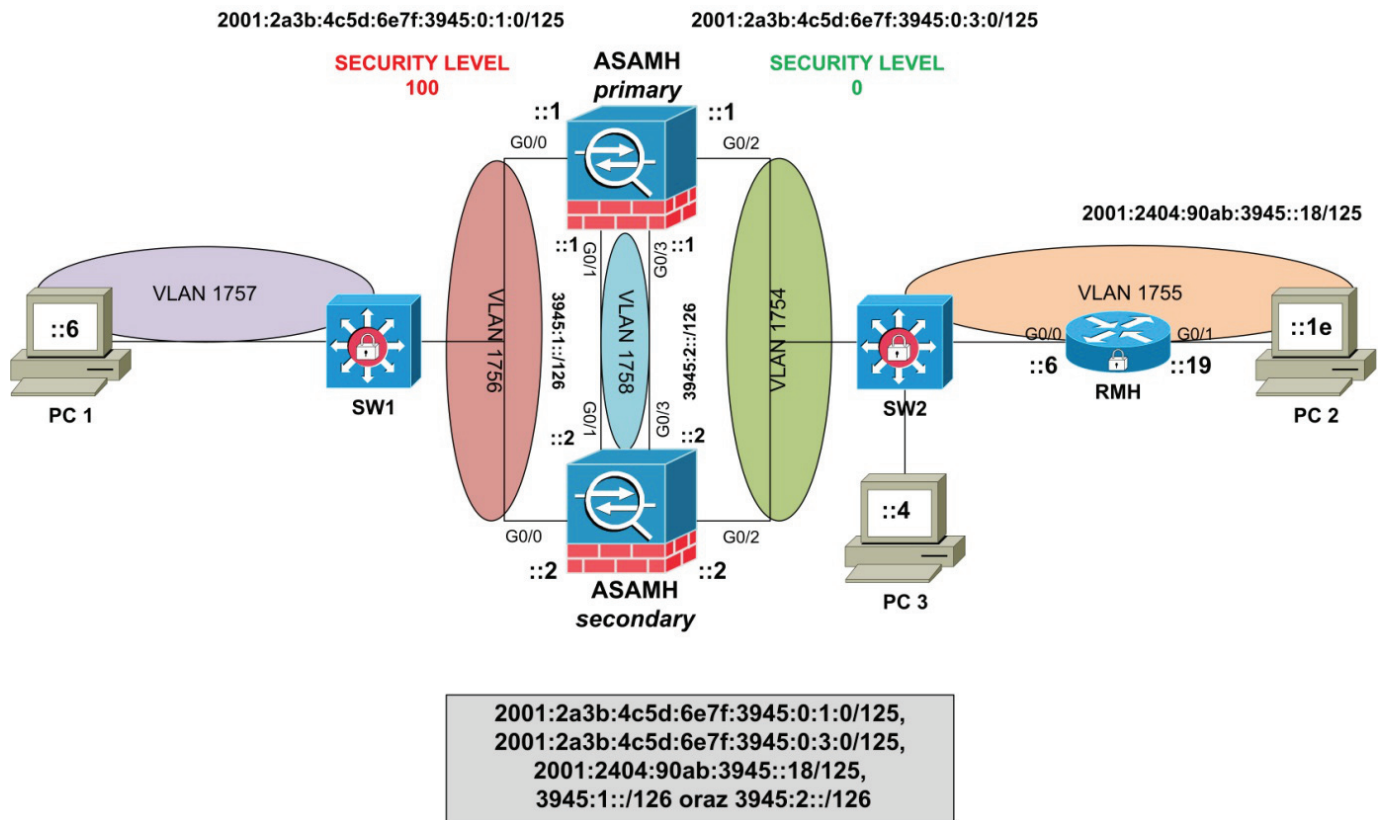 2001:2a3b:4c5d:6e7f:3945:0:1:0/125
2001:2a3b:4c5d:6e7f:3945:0:3:0/125
SECURITY LEVEL
100
ASAMH
primary
SECURITY LEVEL
0
::1
::1
G0/0
G0/2
2001:2404:90ab:3945::18/125
::1
::1
G0/1
G0/3
VLAN 1757
VLAN 1756
3945:1::/126
VLAN 1758
3945:2::/126
VLAN 1754
VLAN 1755
::6
G0/0
G0/1
::1e
::6
::19
PC 1
SW1
SW2
RMH
PC 2
G0/1
G0/3
::2
::2
::4
G0/0
G0/2
::2
::2
ASAMH
secondary
PC 3
2001:2a3b:4c5d:6e7f:3945:0:1:0/125,
2001:2a3b:4c5d:6e7f:3945:0:3:0/125,
2001:2404:90ab:3945::18/125,
3945:1::/126 oraz 3945:2::/126